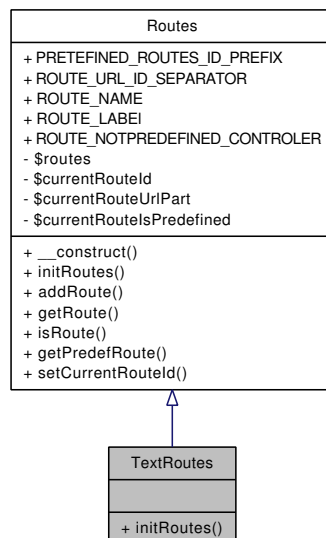 Routes
+ PRETEFINED_ROUTES_ID_PREFIX
+ ROUTE_URL_ID_SEPARATOR
+ ROUTE_NAME
+ ROUTE_LABEl
+ ROUTE_NOTPREDEFINED_CONTROLER
- $routes
- $currentRouteId
- $currentRouteUrlPart
- $currentRouteIsPredefined
+ __construct()
+ initRoutes()
+ addRoute()
+ getRoute()
+ isRoute()
+ getPredefRoute()
+ setCurrentRouteId()
TextRoutes
+ initRoutes()